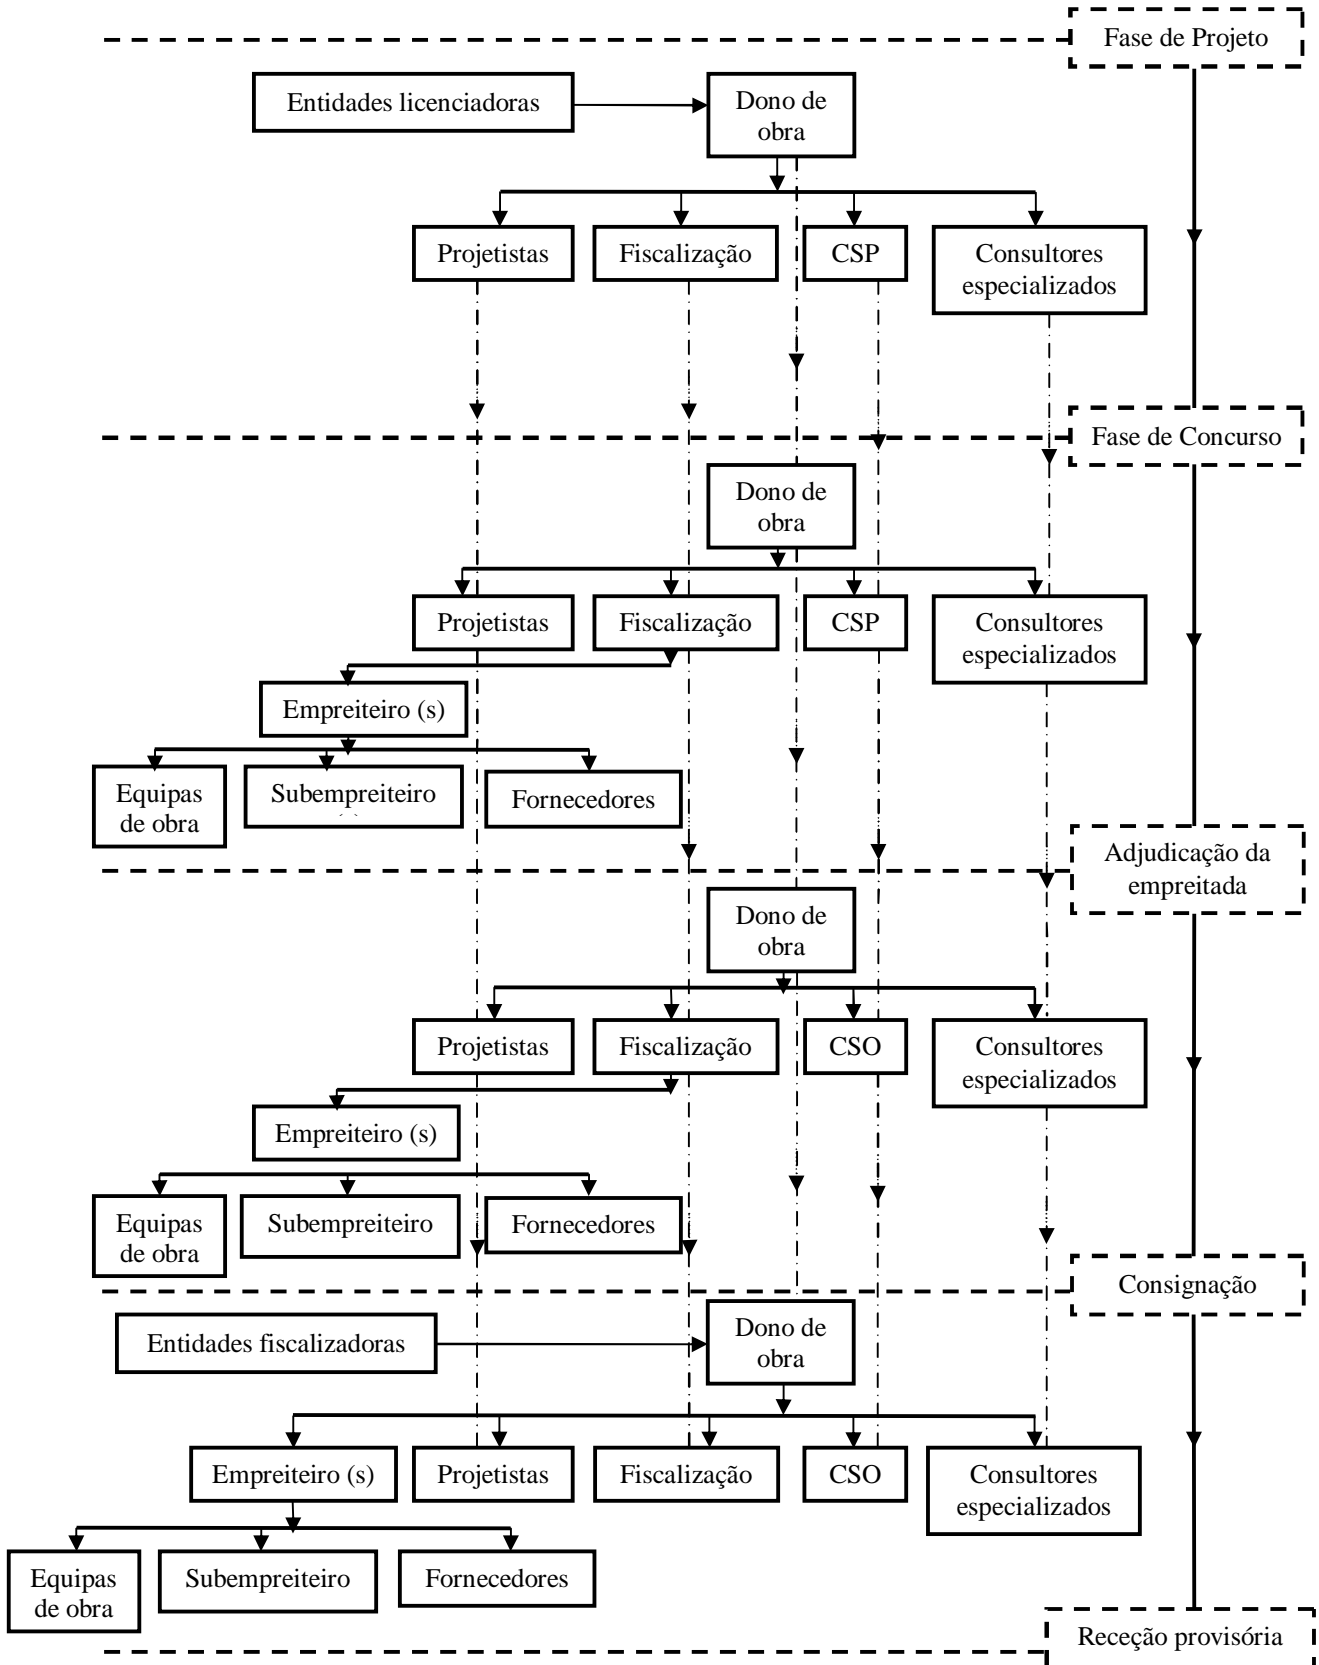 Fase de Projeto
Entidades licenciadoras
Dono de
obra
Projetistas
Fiscalização
CSP
Consultores
especializados
Fase de Concurso
Dono de
obra
Projetistas
Fiscalização
CSP
Consultores
especializados
Empreiteiro (s)
Equipas
de obra
Subempreiteiro
Fornecedores
Adjudicação da
empreitada
Dono de
obra
Projetistas
Fiscalização
CSO
Consultores
especializados
Empreiteiro (s)
Equipas
de obra
Subempreiteiro
Fornecedores
Consignação
Entidades fiscalizadoras
Dono de
obra
Empreiteiro (s)
Projetistas
Fiscalização
CSO
Consultores
especializados
Equipas
de obra
Subempreiteiro
Fornecedores
Receção provisória